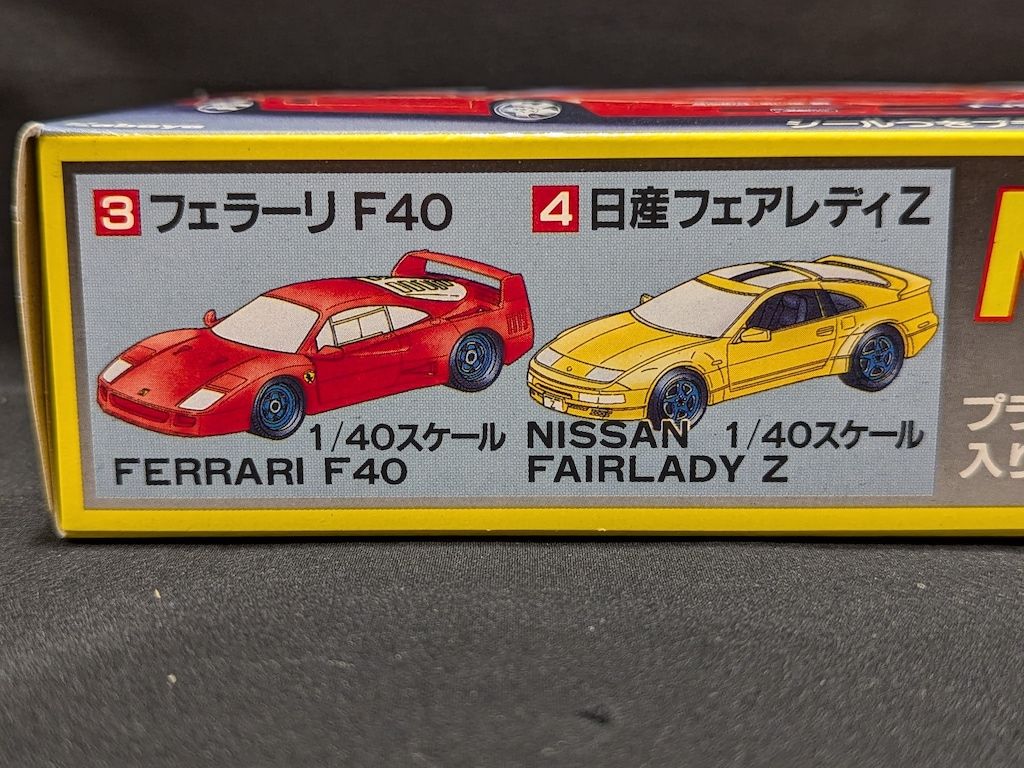 3 フェラーリ F40
1/40スケール
FERRARI F40
4 日産フェアレディZ
NISSAN 1/40スケール
FAIRLADY Z
プラ
入り